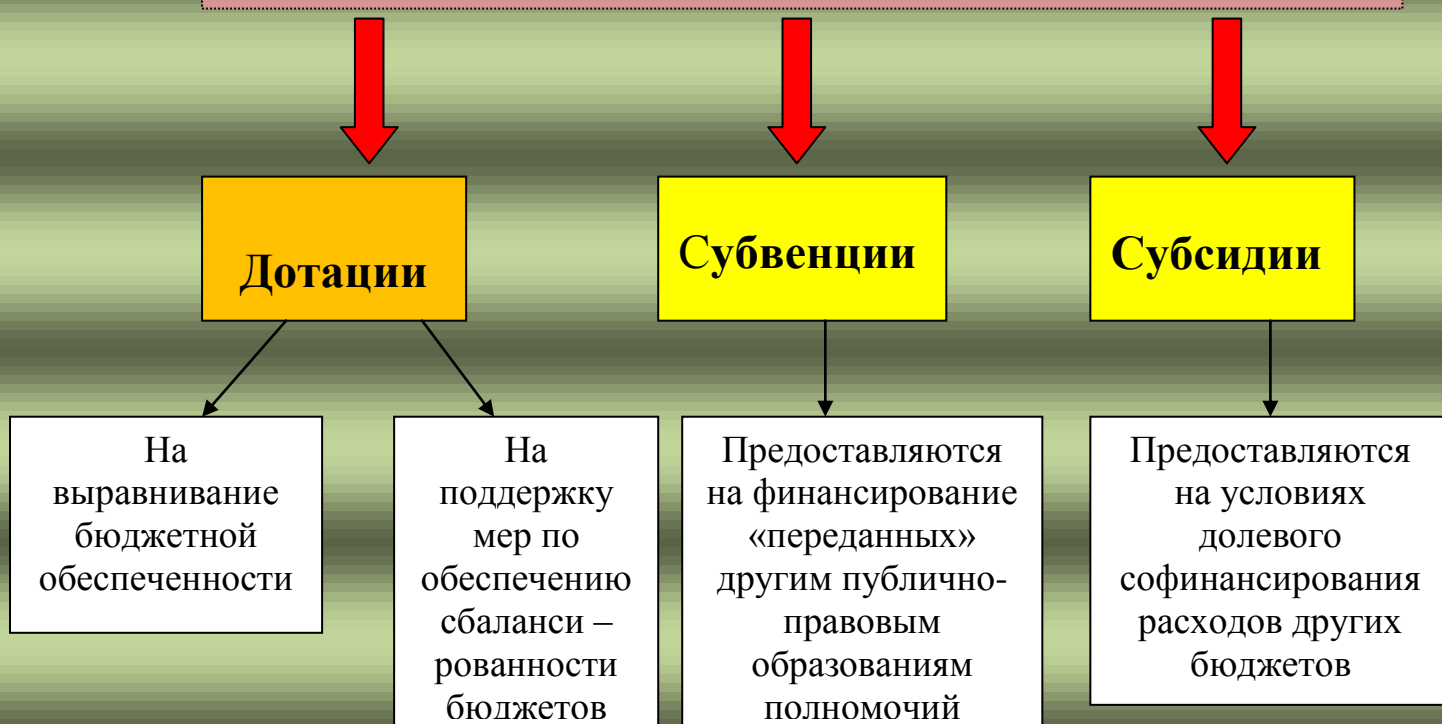 Дотации
Субвенции
Субсидии
На
выравнивание
бюджетной
обеспеченности
На
поддержку
мер по
обеспечению
сбаланси –
рованности
бюджетов
Предоставляются
на финансирование
«переданных»
другим публично-
правовым
образованиям
полномочий
Предоставляются
на условиях
долевого
софинансирования
расходов других
бюджетов